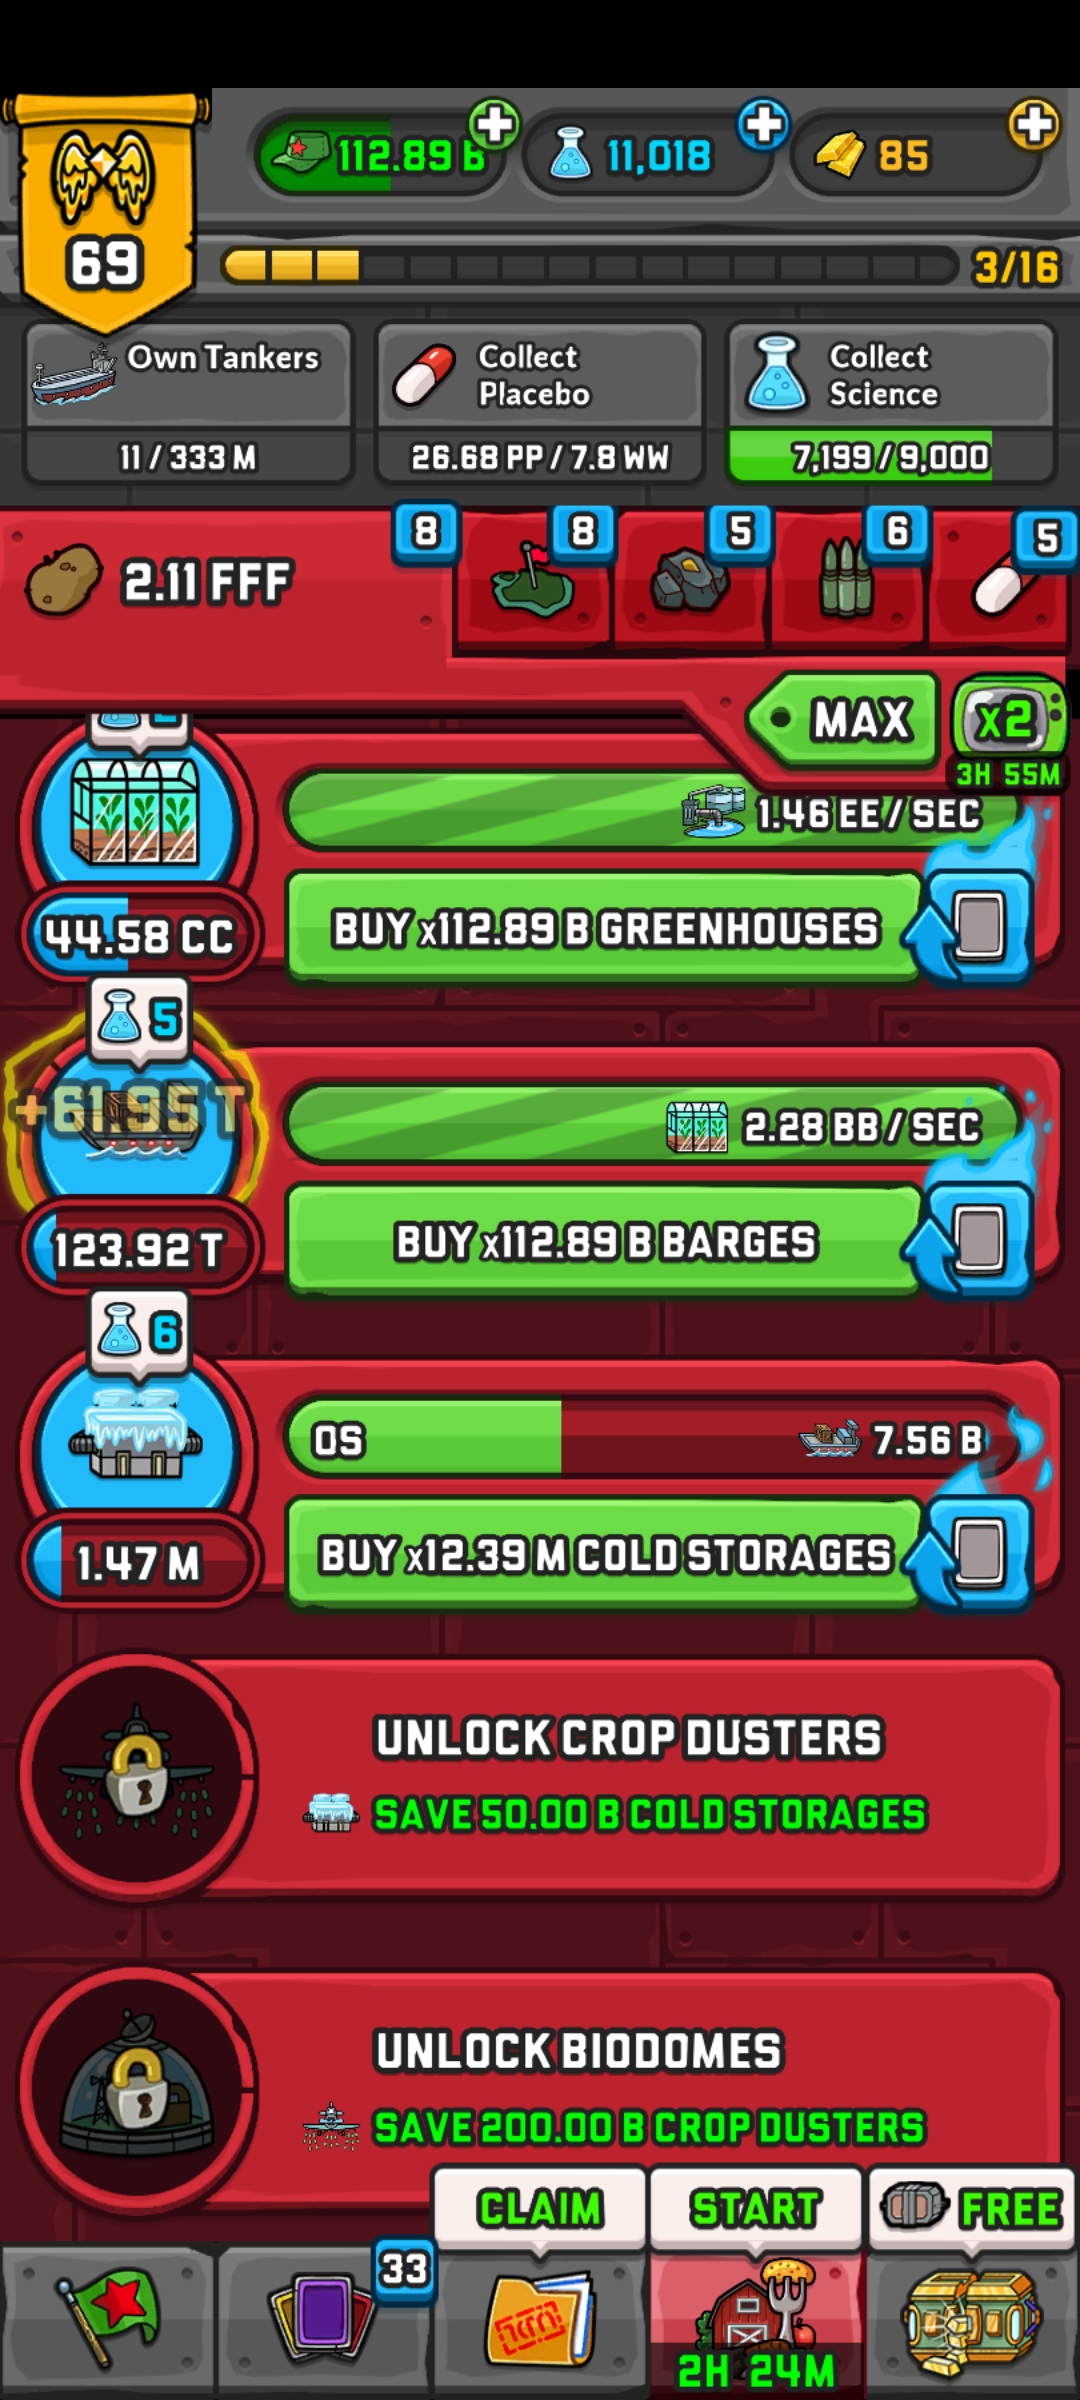 112.89 B
11,018
85
69
3/16
Own Tankers
11 / 333 M
Collect
Placebo
26.68 PP / 7.8 WW
Collect
Science
7,199 / 9,000
2.11 FFF
8
8
5
6
5
MAX
x2
3H 55M
1.46 EE / SEC
44.58 CC
BUY x112.89 B GREENHOUSES
5
+61.95 T
2.28 BB / SEC
123.92 T
BUY x112.89 B BARGES
6
0S
7.56 B
1.47 M
BUY x12.39 M COLD STORAGES
UNLOCK CROP DUSTERS
SAVE 50.00 B COLD STORAGES
UNLOCK BIODOMES
SAVE 200.00 B CROP DUSTERS
CLAIM
START
FREE
33
2H 24M